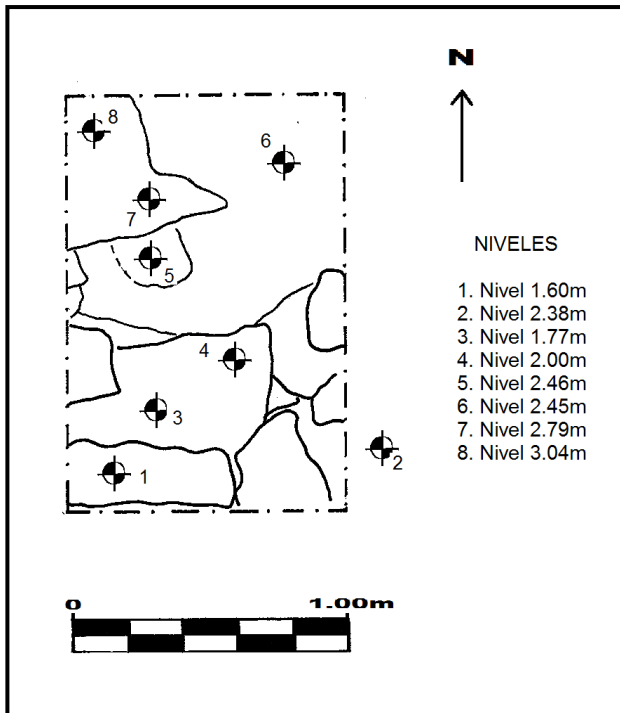 N
8
6
7
5
4
3
1
2
NIVELES
1. Nivel 1.60m
2. Nivel 2.38m
3. Nivel 1.77m
4. Nivel 2.00m
5. Nivel 2.46m
6. Nivel 2.45m
7. Nivel 2.79m
8. Nivel 3.04m
0 1.00m